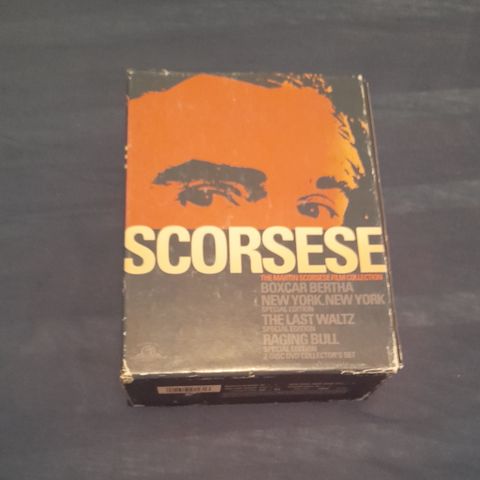 SCORSESE
THE MARTIN SCORSESE FILM COLLECTION
BOXCAR BERTHA
NEW YORK, NEW YORK
SPECIAL EDITION
THE LAST WALTZ
SPECIAL EDITION
RAGING BULL
SPECIAL EDITION
2 DISC DVD COLLECTOR'S SET